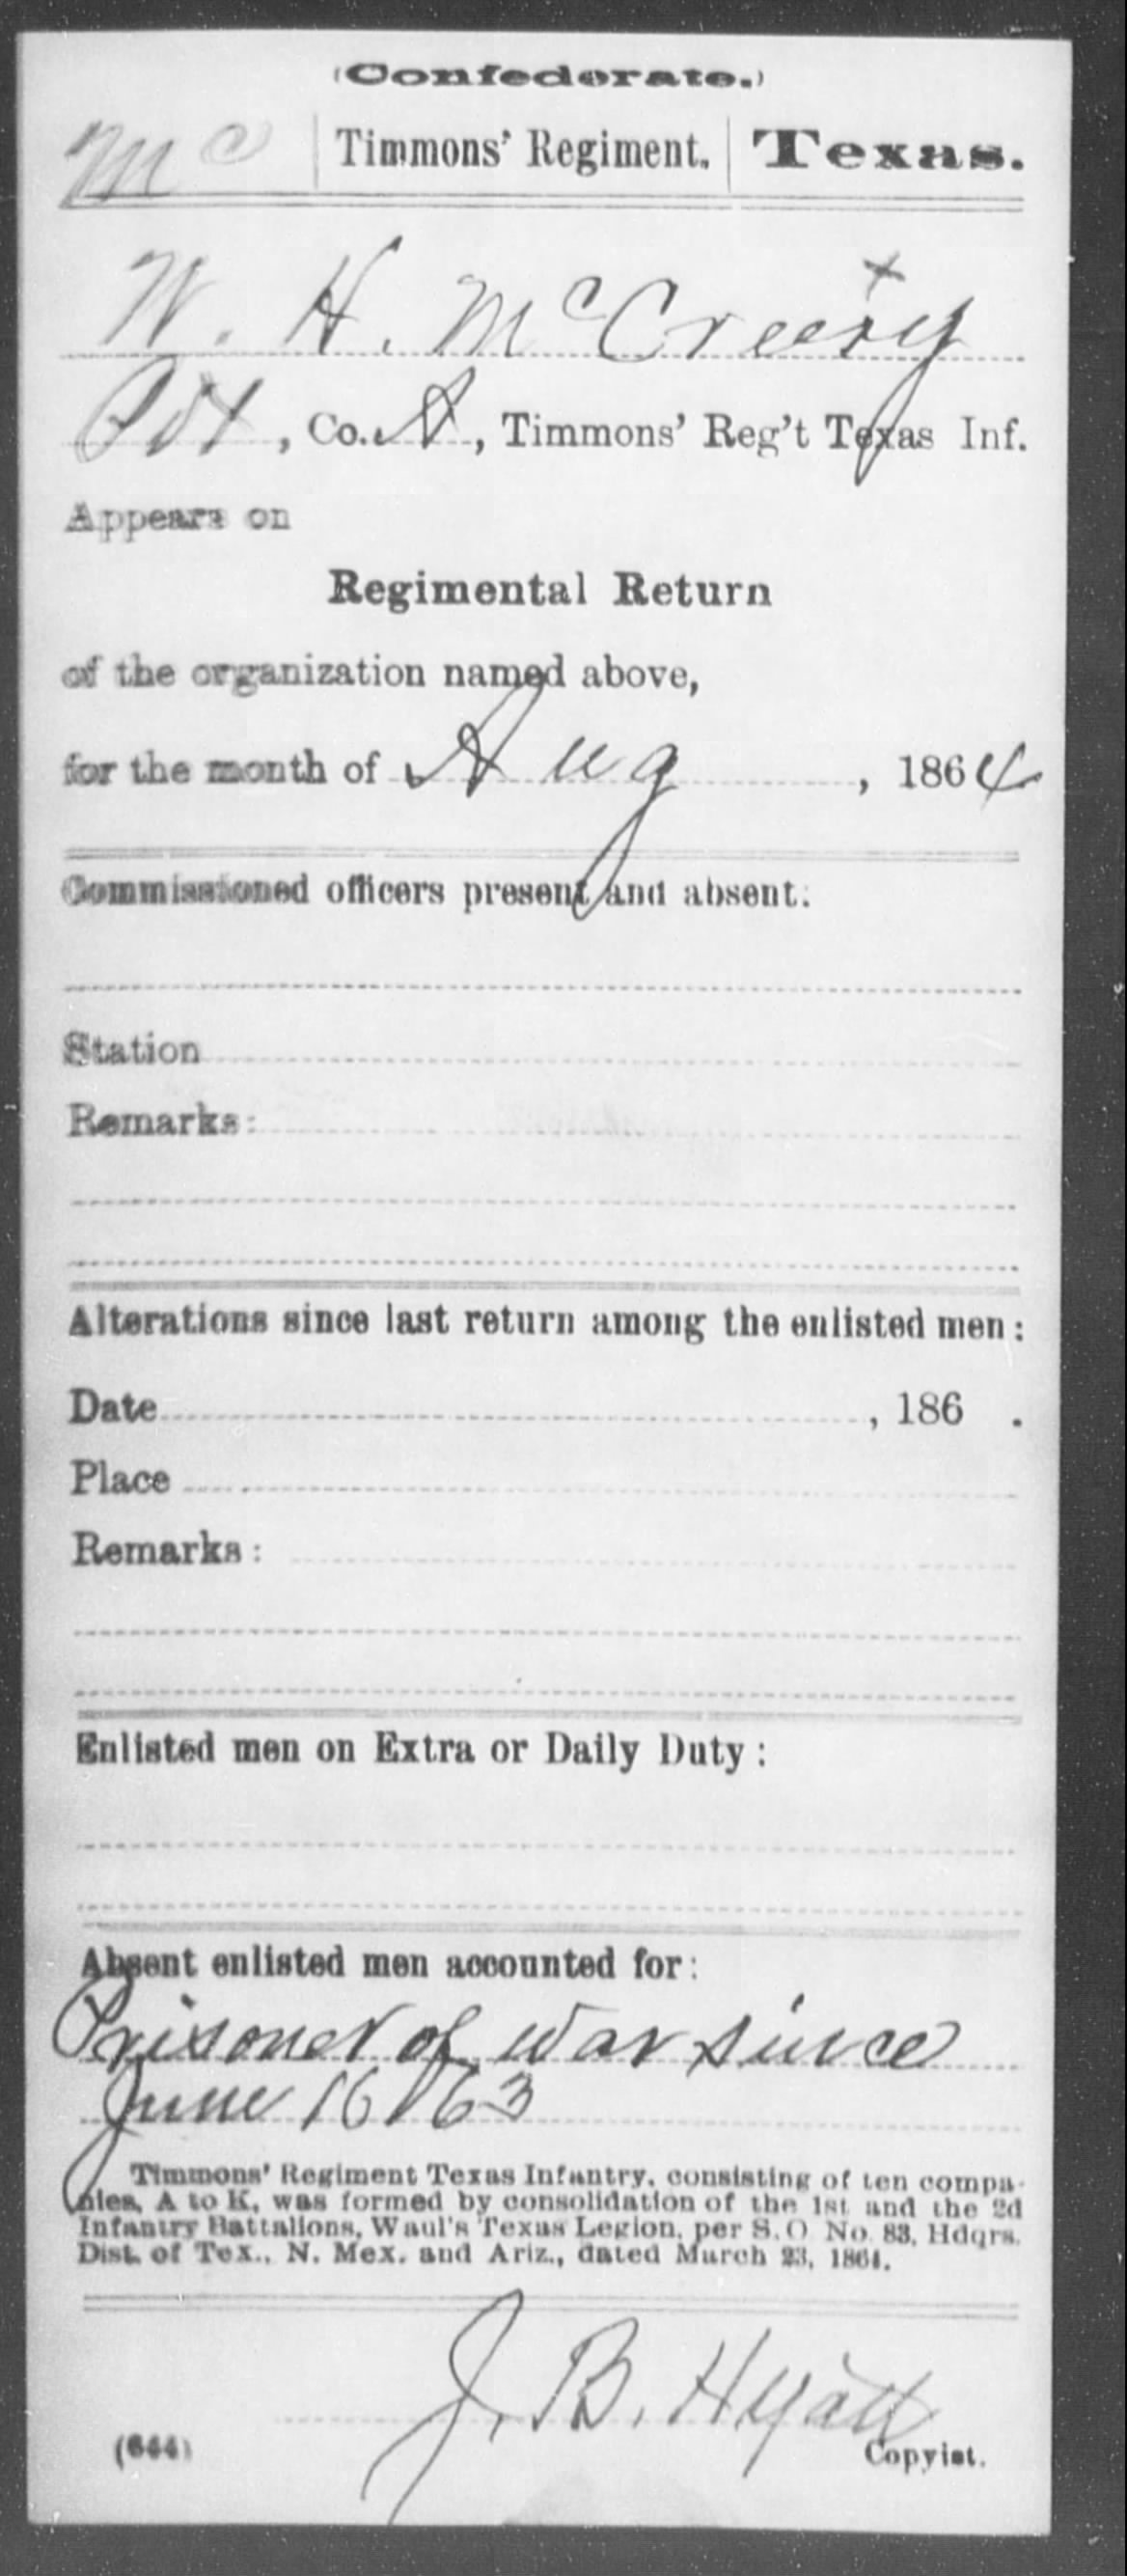 (Confederate.)
Mc | Timmons' Regiment. | Texas.
W. H. McCreery
Pvt, Co. A, Timmons' Reg't Texas Inf.
Appears on
Regimental Return
of the organization named above,
for the month of Aug, 1864
Commissioned officers present and absent:
Station
Remarks:
Alterations since last return among the enlisted men:
Date, 186 .
Place
Remarks:
Enlisted men on Extra or Daily Duty:
Absent enlisted men accounted for:
Prisoner of war since
June 16 /63
Timmons' Regiment Texas Infantry, consisting of ten compa-
nies, A to K, was formed by consolidation of the 1st and the 2d
Infantry Battalions, Waul's Texas Legion, per S. O. No. 83, Hdqrs.
Dist. of Tex., N. Mex. and Ariz., dated March 23, 1864.
J. B. Hyatt
(644) Copyist.